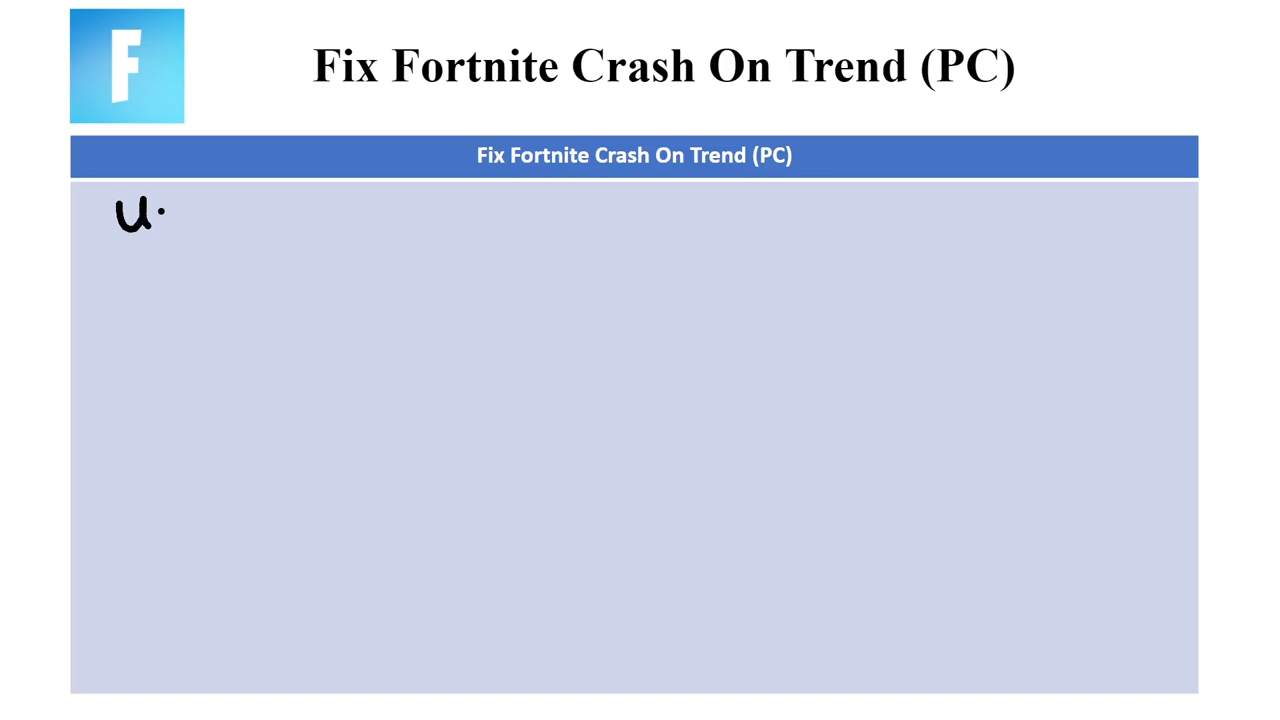 F
Fix Fortnite Crash On Trend (PC)
Fix Fortnite Crash On Trend (PC)
u.